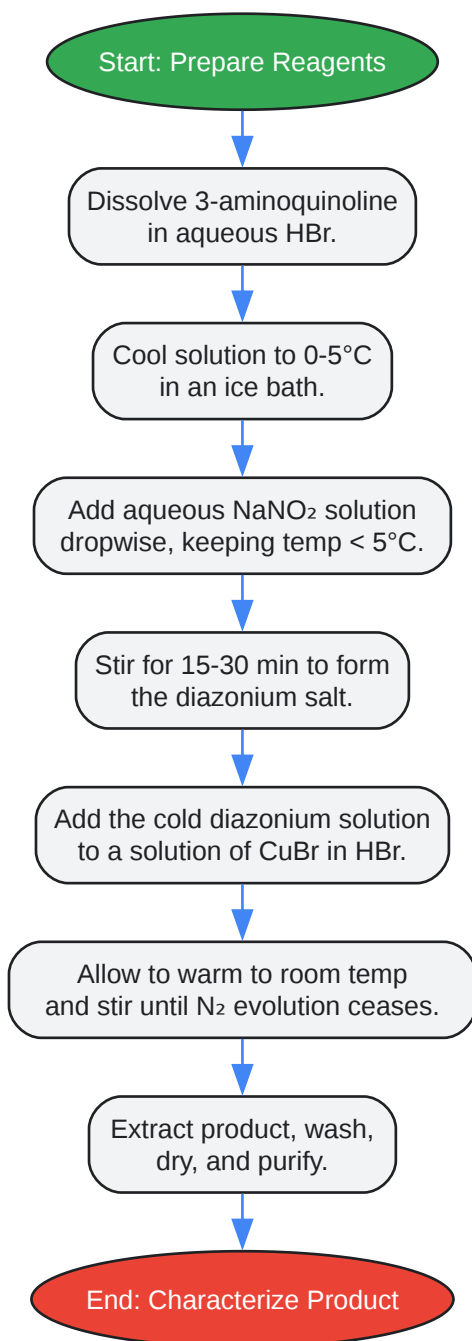 Start: Prepare Reagents
Dissolve 3-aminoquinoline
in aqueous HBr.
Cool solution to 0-5°C
in an ice bath.
Add aqueous NaNO₂ solution
dropwise, keeping temp < 5°C.
Stir for 15-30 min to form
the diazonium salt.
Add the cold diazonium solution
to a solution of CuBr in HBr.
Allow to warm to room temp
and stir until N₂ evolution ceases.
Extract product, wash,
dry, and purify.
End: Characterize Product